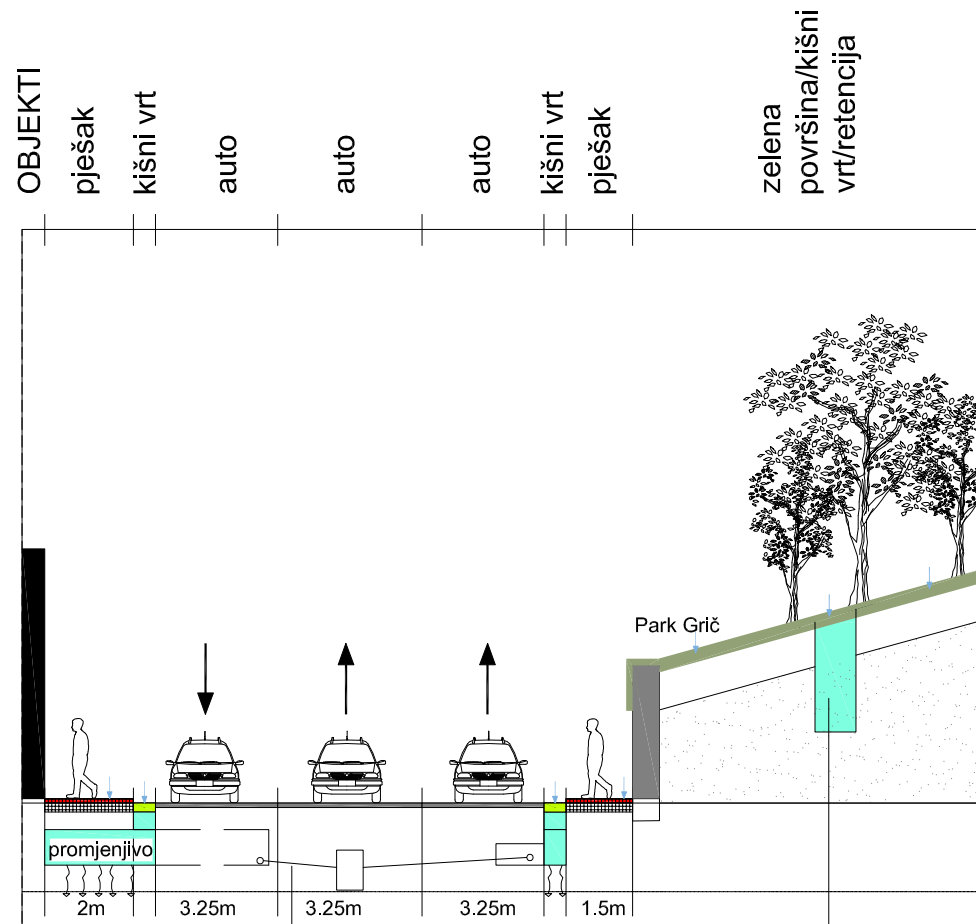 OBJEKTI
pješak
kišni vrt
auto
auto
auto
kišni vrt
pješak
zelena
površina/kišni
vrt/retencija
Park Grič
promjenjivo
2m
3.25m
3.25m
3.25m
1.5m